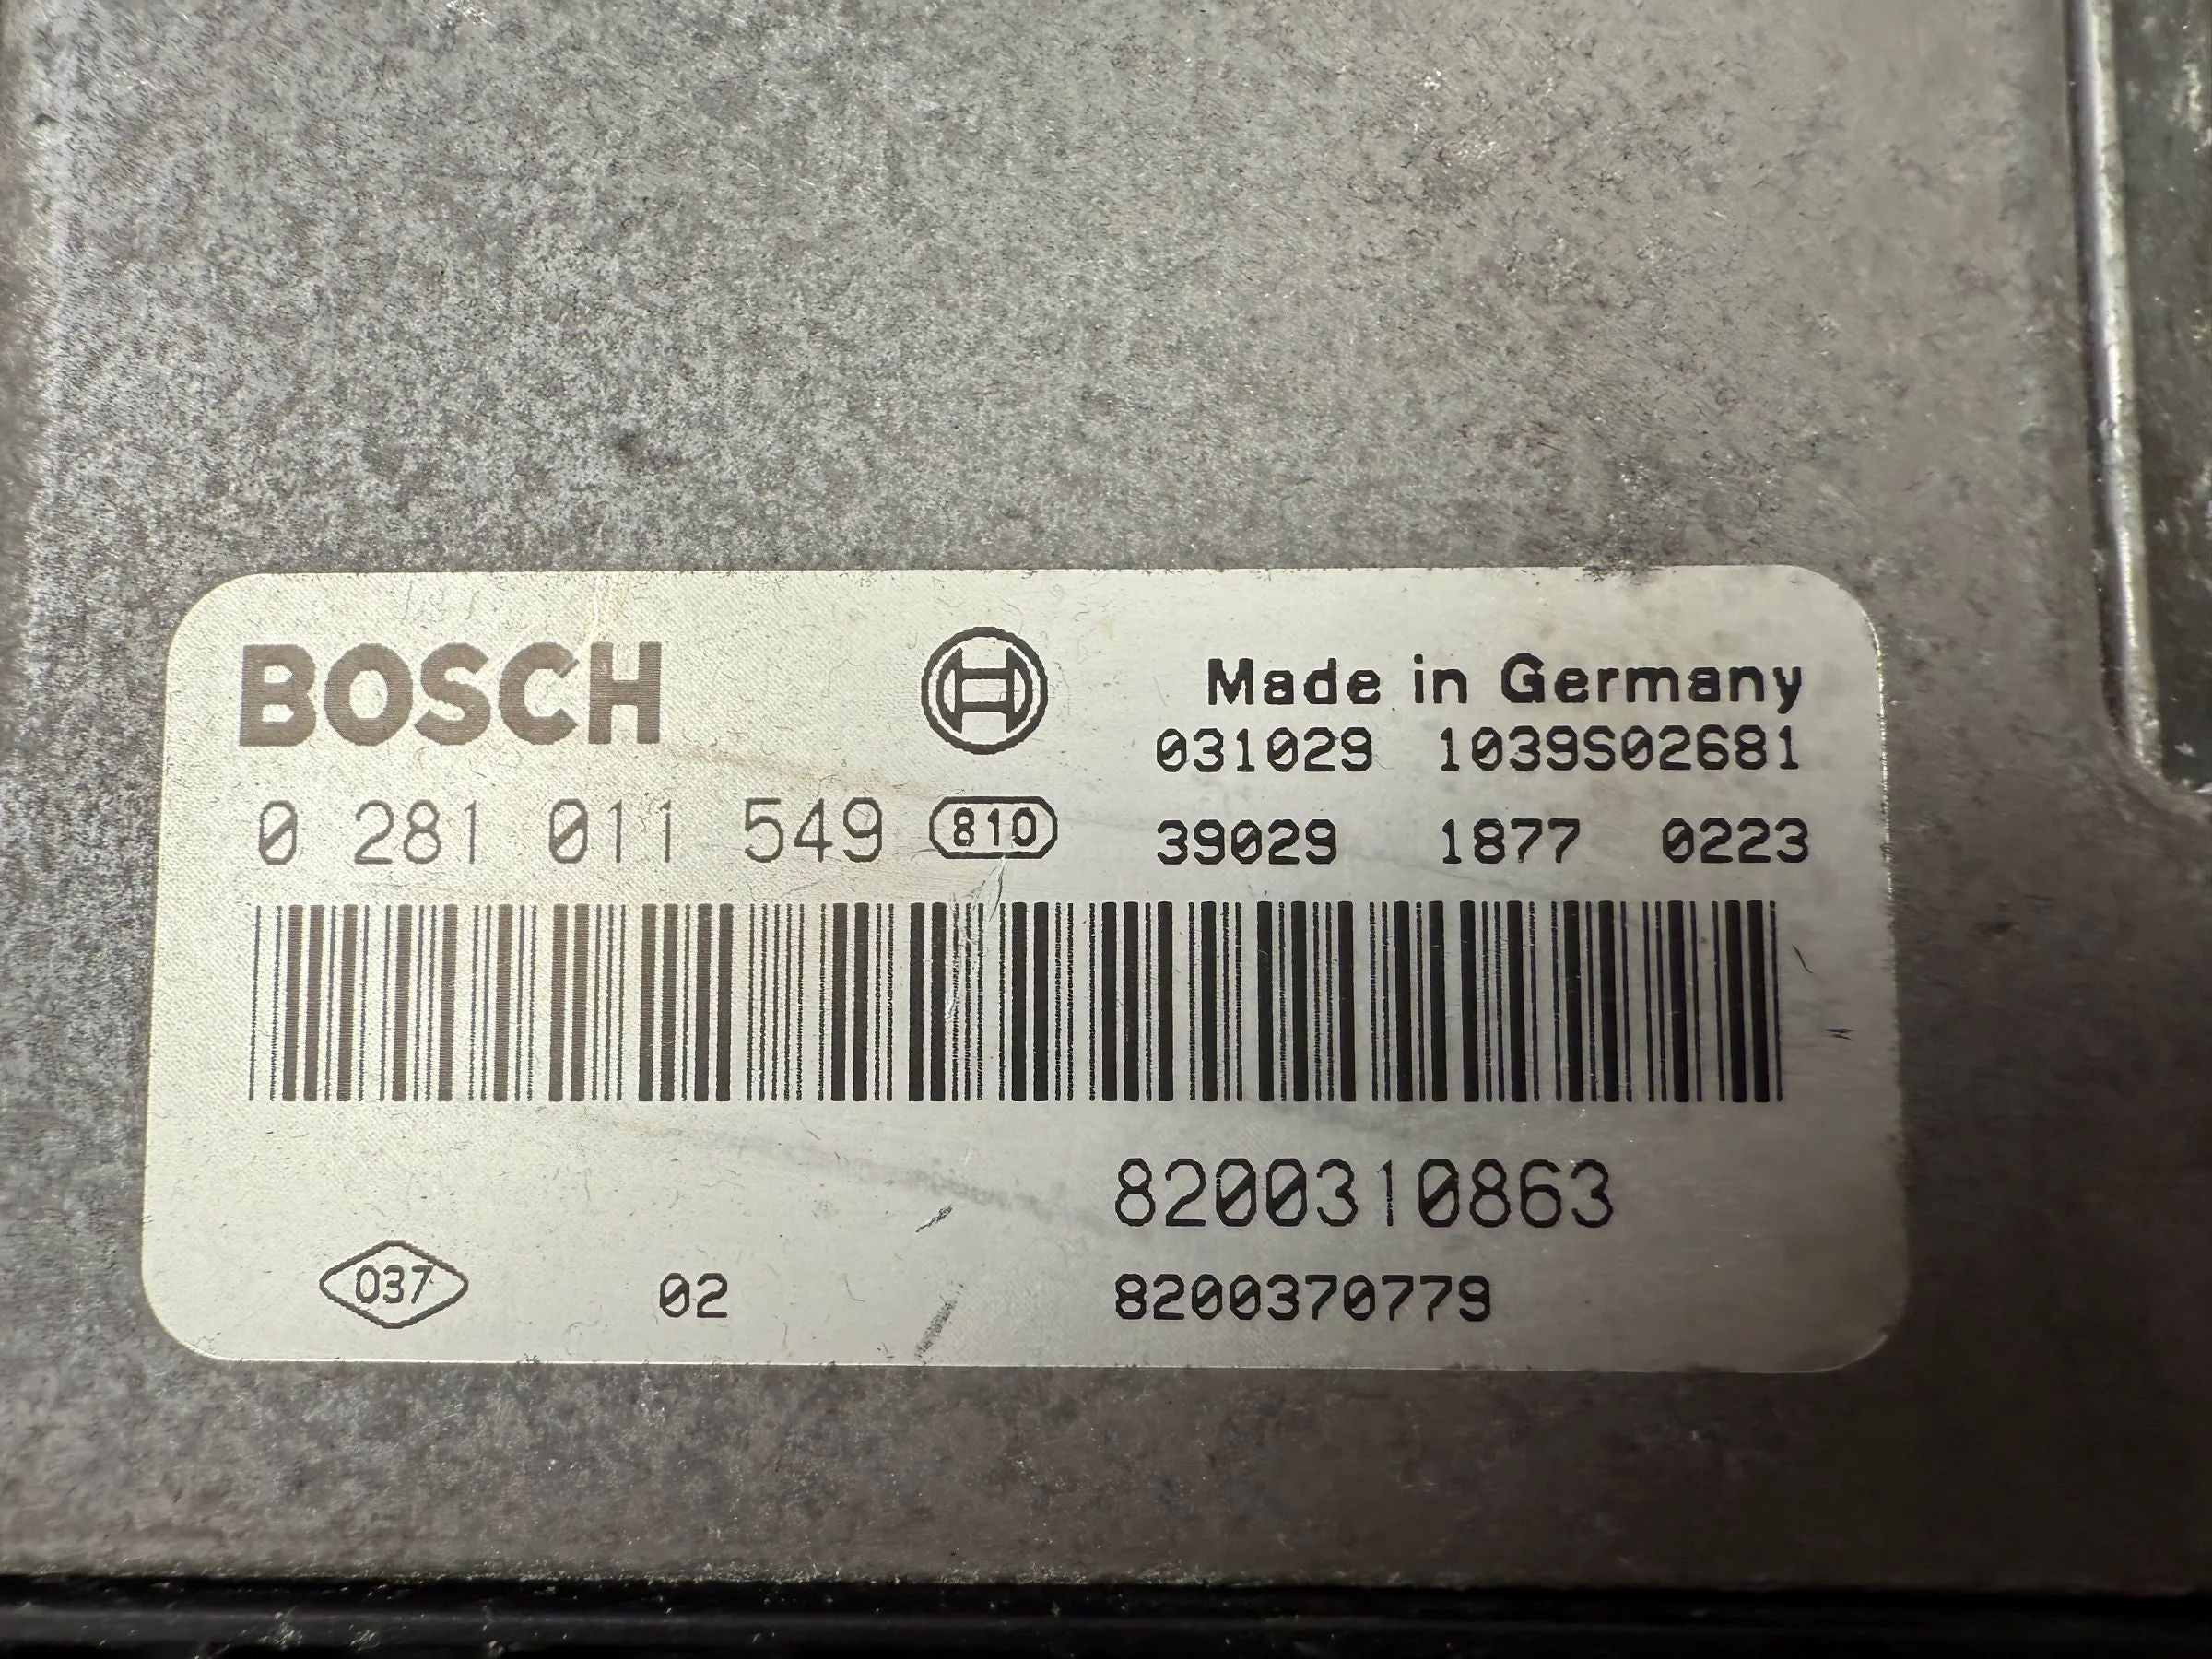 BOSCH
Made in Germany
031029 1039S02681
0 281 011 549 810
39029 1877 0223
8200310863
037 02 8200370779